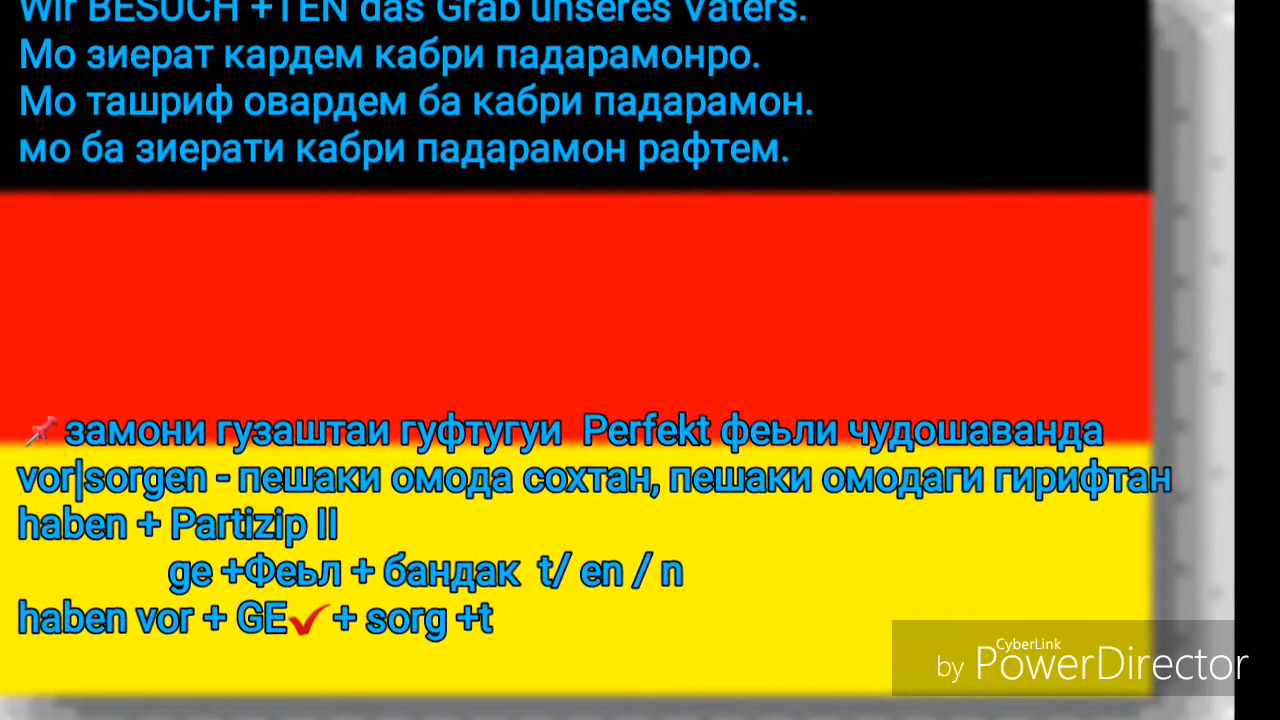 Wir BESUCH +TEN das Grab unseres Vaters.
Мо зиерат кардем кабри падарамонро.
Мо ташриф овардем ба кабри падарамон.
мо ба зиерати кабри падарамон рафтем.
📌замони гузаштаи гуфтугуи Perfekt феьли чудошаванда
vor|sorgen - пешаки омода сохтан, пешаки омодаги гирифтан
haben + Partizip II
ge +Феьл + бандак t/ en / n
haben vor + GE✔+ sorg +t
CyberLink
by PowerDirector